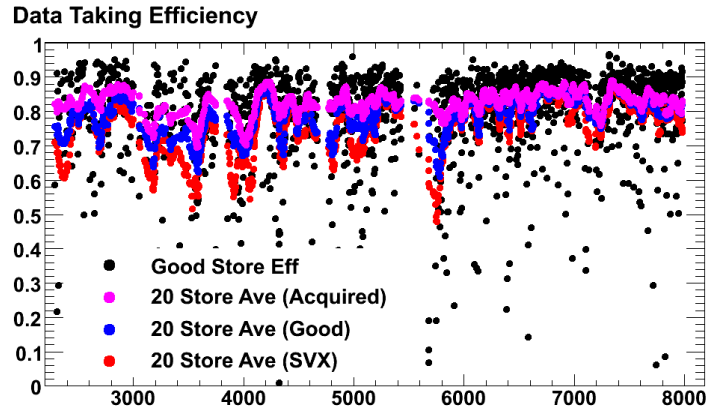 Data Taking Efficiency
1
0.9
0.8
0.7
0.6
0.5
0.4
0.3
0.2
0.1
0
Good Store Eff
20 Store Ave (Acquired)
20 Store Ave (Good)
20 Store Ave (SVX)
3000 4000 5000 6000 7000 8000